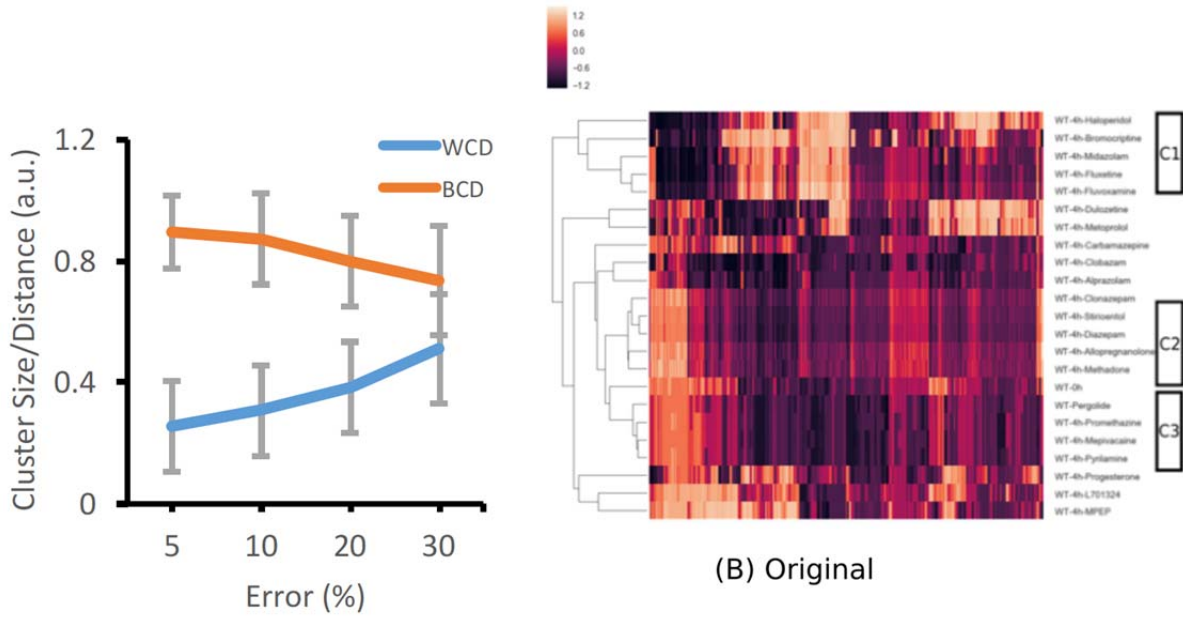 1.2
0.6
0.0
−0.6
−1.2
1.2
0.8
0.4
0
5 10 20 30
Cluster Size/Distance (a.u.)
Error (%)
WCD
BCD
WT-4h-Haloperidol
WT-4h-Bromocriptine
WT-4h-Midazolam
WT-4h-Fluxetine
WT-4h-Fluvoxamine
WT-4h-Dulozetine
WT-4h-Metoprolol
WT-4h-Carbamazepine
WT-4h-Clobazam
WT-4h-Alprazolam
WT-4h-Clonazepam
WT-4h-Stirioentol
WT-4h-Diazepam
WT-4h-Allopregnanolone
WT-4h-Methadone
WT-0h
WT-Pergolide
WT-4h-Promethazine
WT-4h-Mepivacaine
WT-4h-Pyrilamine
WT-4h-Progesterone
WT-4h-L701324
WT-4h-MPEP
C1
C2
C3
(B) Original